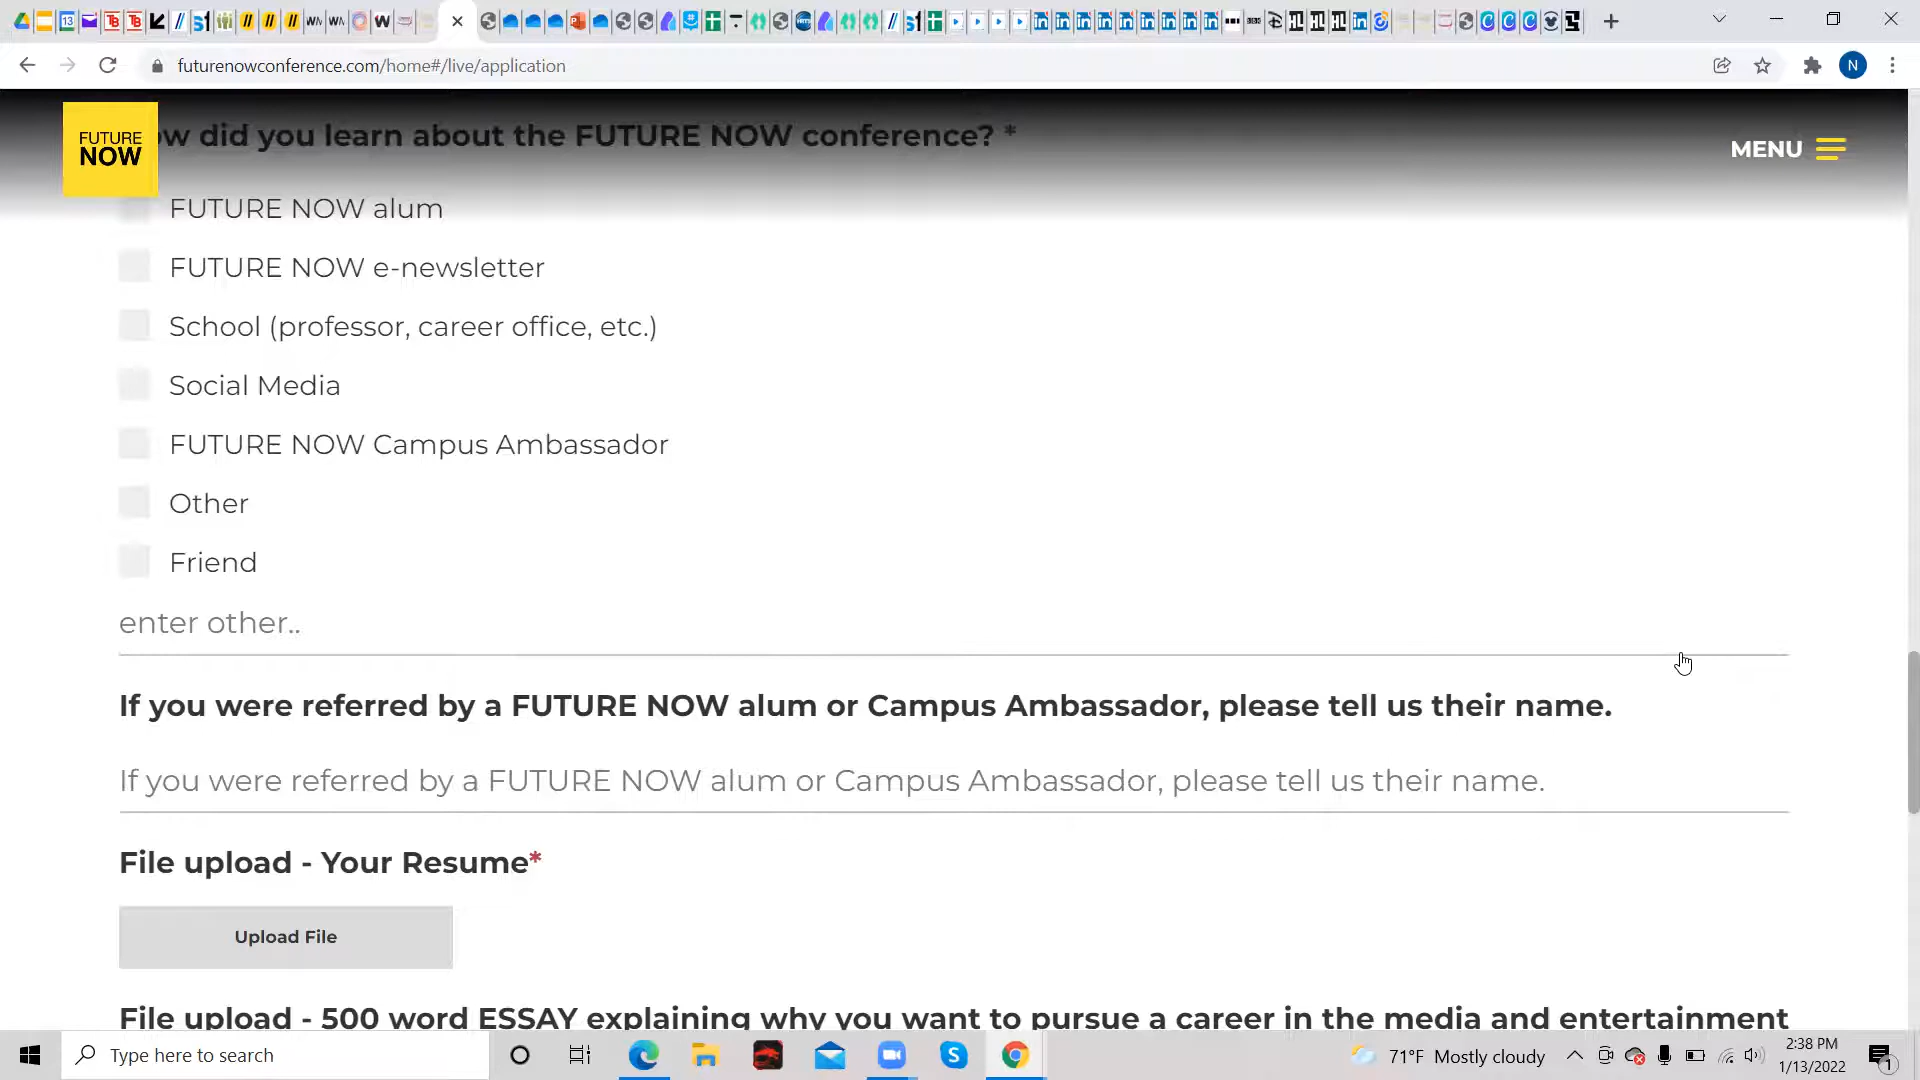 futurenowconference.com/home#/live/application
N
FUTURE
NOW
ow did you learn about the FUTURE NOW conference? *
MENU
FUTURE NOW alum
FUTURE NOW e-newsletter
School (professor, career office, etc.)
Social Media
FUTURE NOW Campus Ambassador
Other
Friend
enter other..
If you were referred by a FUTURE NOW alum or Campus Ambassador, please tell us their name.
If you were referred by a FUTURE NOW alum or Campus Ambassador, please tell us their name.
File upload - Your Resume*
Upload File
File upload - 500 word ESSAY explaining why you want to pursue a career in the media and entertainment
Type here to search
71°F Mostly cloudy
2:38 PM
1/13/2022
1